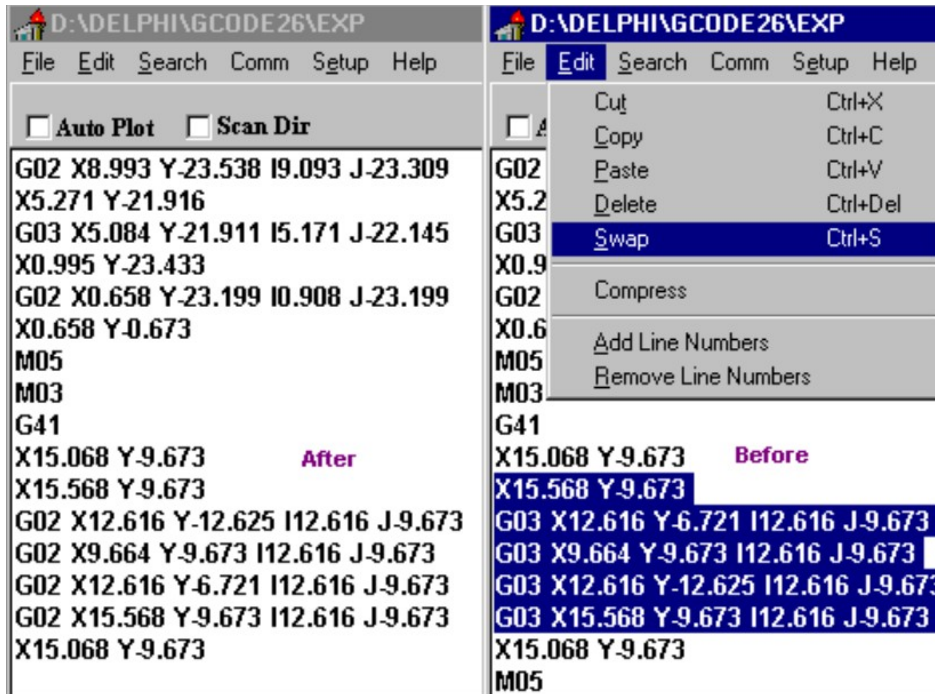 D:\DELPHI\GCODE26\EXP
File Edit Search Comm Setup Help
Auto Plot Scan Dir
G02 X8.993 Y-23.538 I9.093 J-23.309
X5.271 Y-21.916
G03 X5.084 Y-21.911 I5.171 J-22.145
X0.995 Y-23.433
G02 X0.658 Y-23.199 I0.908 J-23.199
X0.658 Y-0.673
M05
M03
G41
X15.068 Y-9.673
After
X15.568 Y-9.673
G02 X12.616 Y-12.625 I12.616 J-9.673
G02 X9.664 Y-9.673 I12.616 J-9.673
G02 X12.616 Y-6.721 I12.616 J-9.673
G02 X15.568 Y-9.673 I12.616 J-9.673
X15.068 Y-9.673
D:\DELPHI\GCODE26\EXP
File Edit Search Comm Setup Help
Cut Ctrl+X
Copy Ctrl+C
Paste Ctrl+V
Delete Ctrl+Del
Swap Ctrl+S
Compress
Add Line Numbers
Remove Line Numbers
G02
X5.2
G03
X0.9
G02
X0.6
M05
M03
G41
X15.068 Y-9.673
Before
X15.568 Y-9.673
G03 X12.616 Y-6.721 I12.616 J-9.673
G03 X9.664 Y-9.673 I12.616 J-9.673
G03 X12.616 Y-12.625 I12.616 J-9.673
G03 X15.568 Y-9.673 I12.616 J-9.673
X15.068 Y-9.673
M05